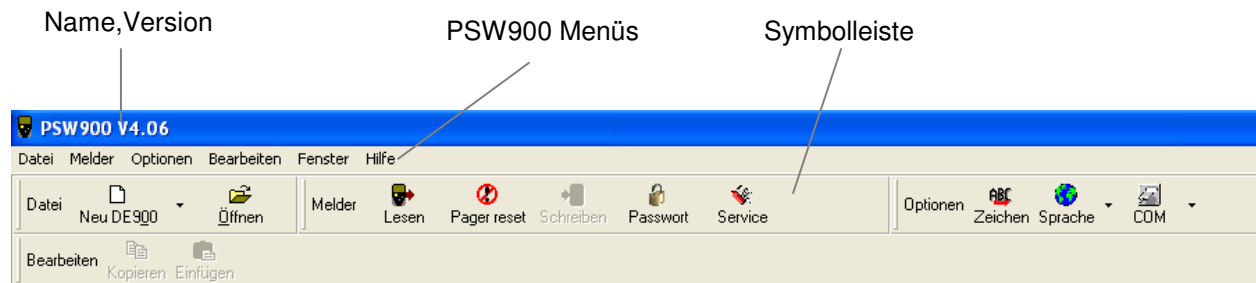 Name,Version PSW900 Menüs Symbolleiste
PSW900 V4.06
Datei Melder Optionen Bearbeiten Fenster Hilfe
Datei Neu DE900 Öffnen Melder Lesen Pager reset Schreiben Passwort Service Optionen ABC Zeichen Sprache COM
Bearbeiten Kopieren Einfügen